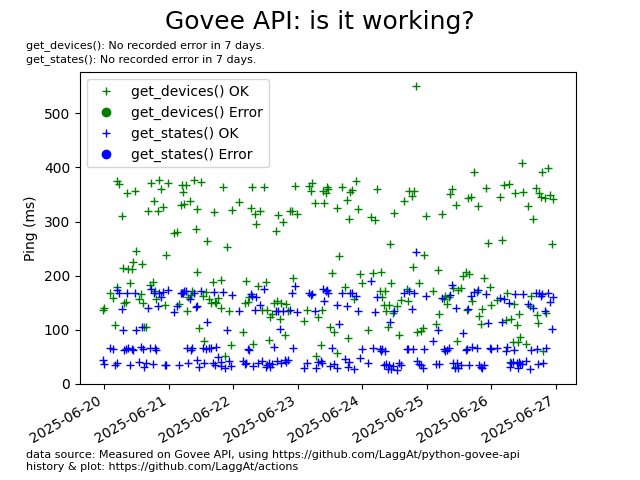 Govee API: is it working?
get_devices(): No recorded error in 7 days.
get_states(): No recorded error in 7 days.
get_devices() OK
get_devices() Error
get_states() OK
get_states() Error
Ping (ms)
500
400
300
200
100
0
2025-06-20
2025-06-21
2025-06-22
2025-06-23
2025-06-24
2025-06-25
2025-06-26
2025-06-27
data source: Measured on Govee API, using https://github.com/LaggAt/python-govee-api
history & plot: https://github.com/LaggAt/actions